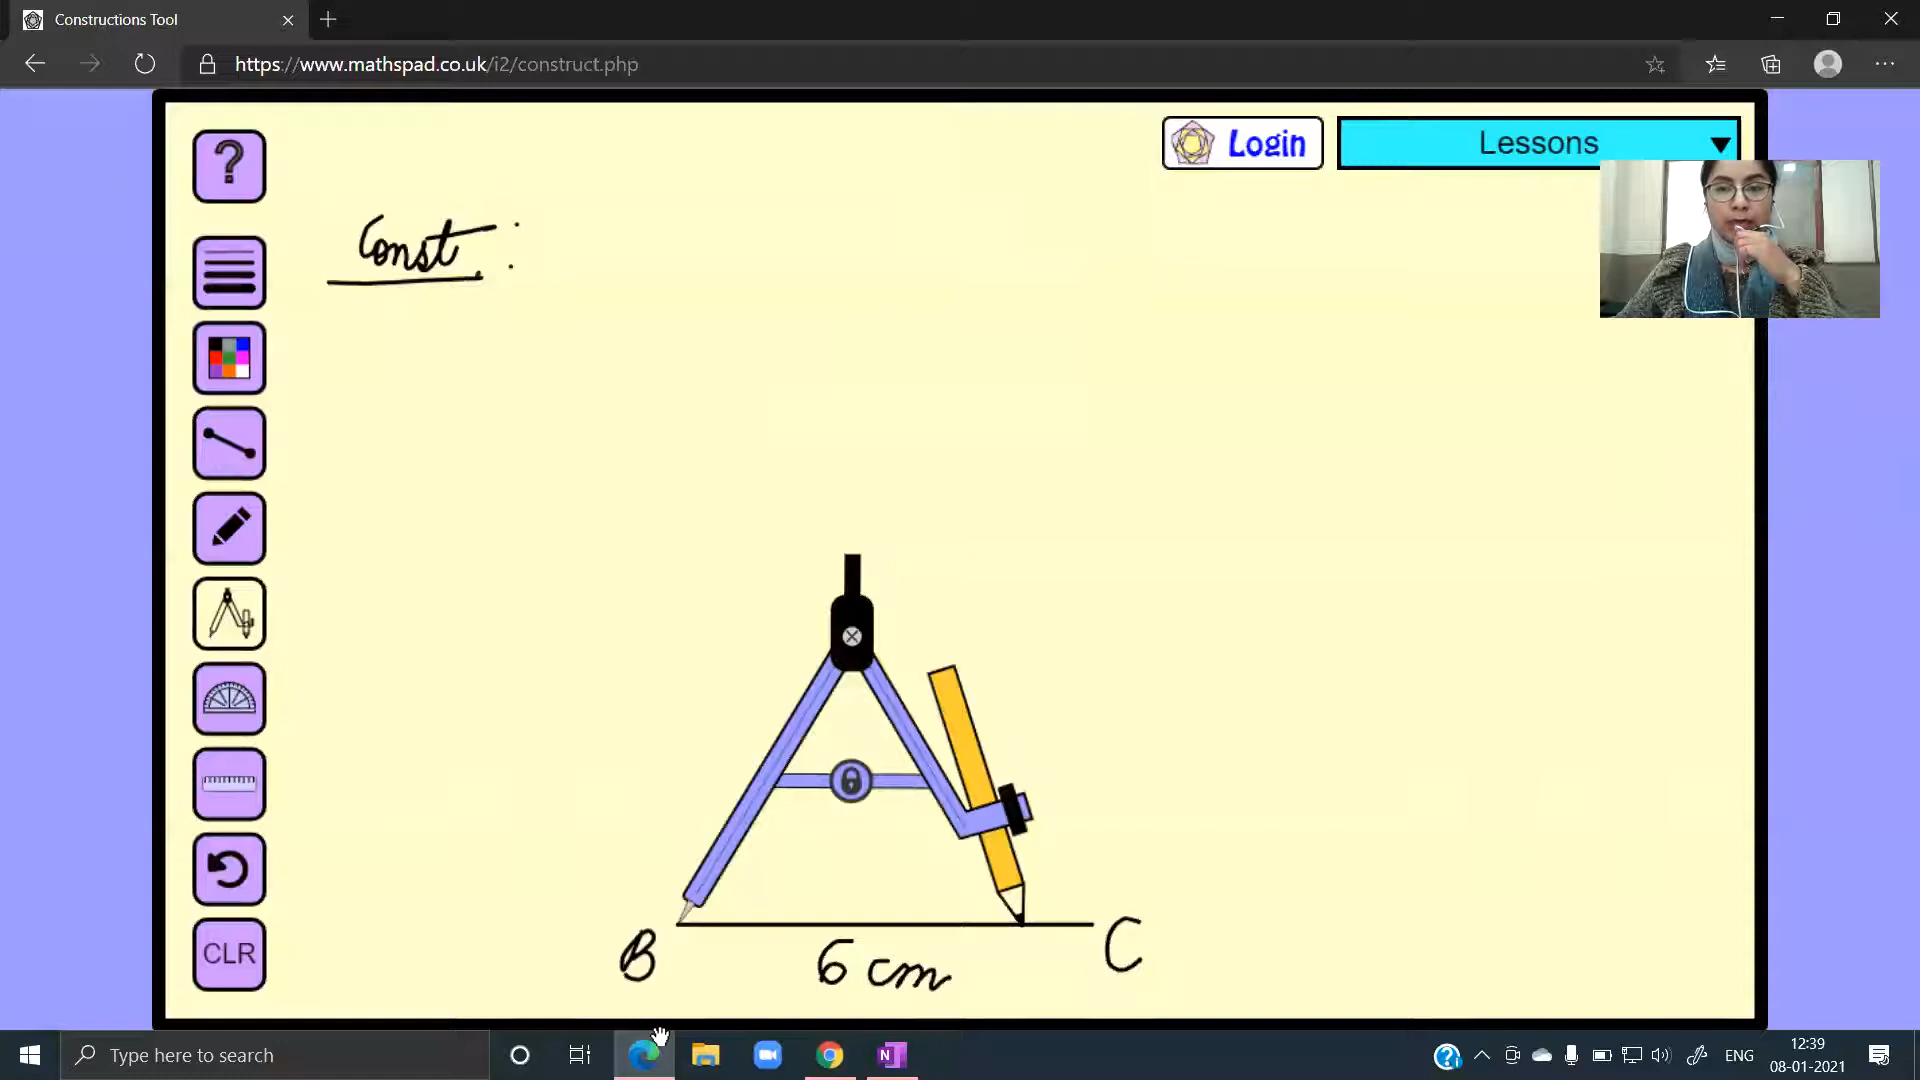 Constructions Tool
https://www.mathspad.co.uk/i2/construct.php
?
Login
Lessons
Const. :
CLR
B
6 cm
C
Type here to search
ENG
12:39
08-01-2021